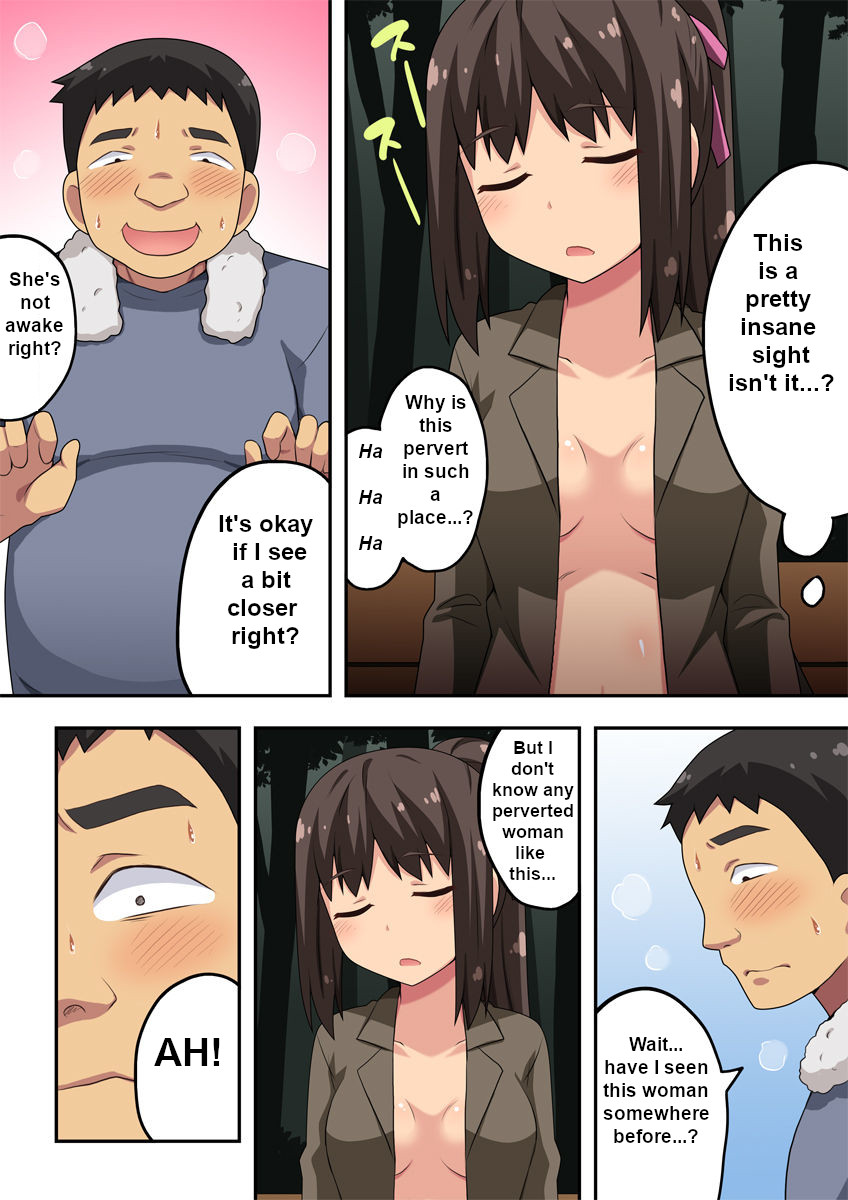 This
is a
pretty
insane
sight
isn't it...?
スー
スー
Why is
this
pervert
in such
a
place...?
Ha
Ha
Ha
She's
not
awake
right?
It's okay
if I see
a bit
closer
right?
Wait...
have I seen
this woman
somewhere
before...?
But I
don't
know any
perverted
woman
like
this...
AH!